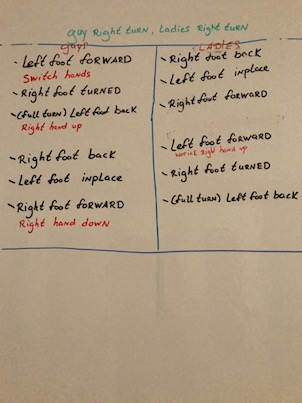 guy Right turn, Ladies Right turn
guys
- Left foot FORWARD
Switch hands
- Right foot TURNED
- (full turn) Left foot back
Right hand up
- Right foot back
- Left foot inplace
- Right foot FORWARD
Right hand down
LADIES
- Right foot back
- Left foot inplace
- Right foot forward
- Left foot forward
Notice Right hand up
- Right foot TURNED
- (full turn) Left foot back